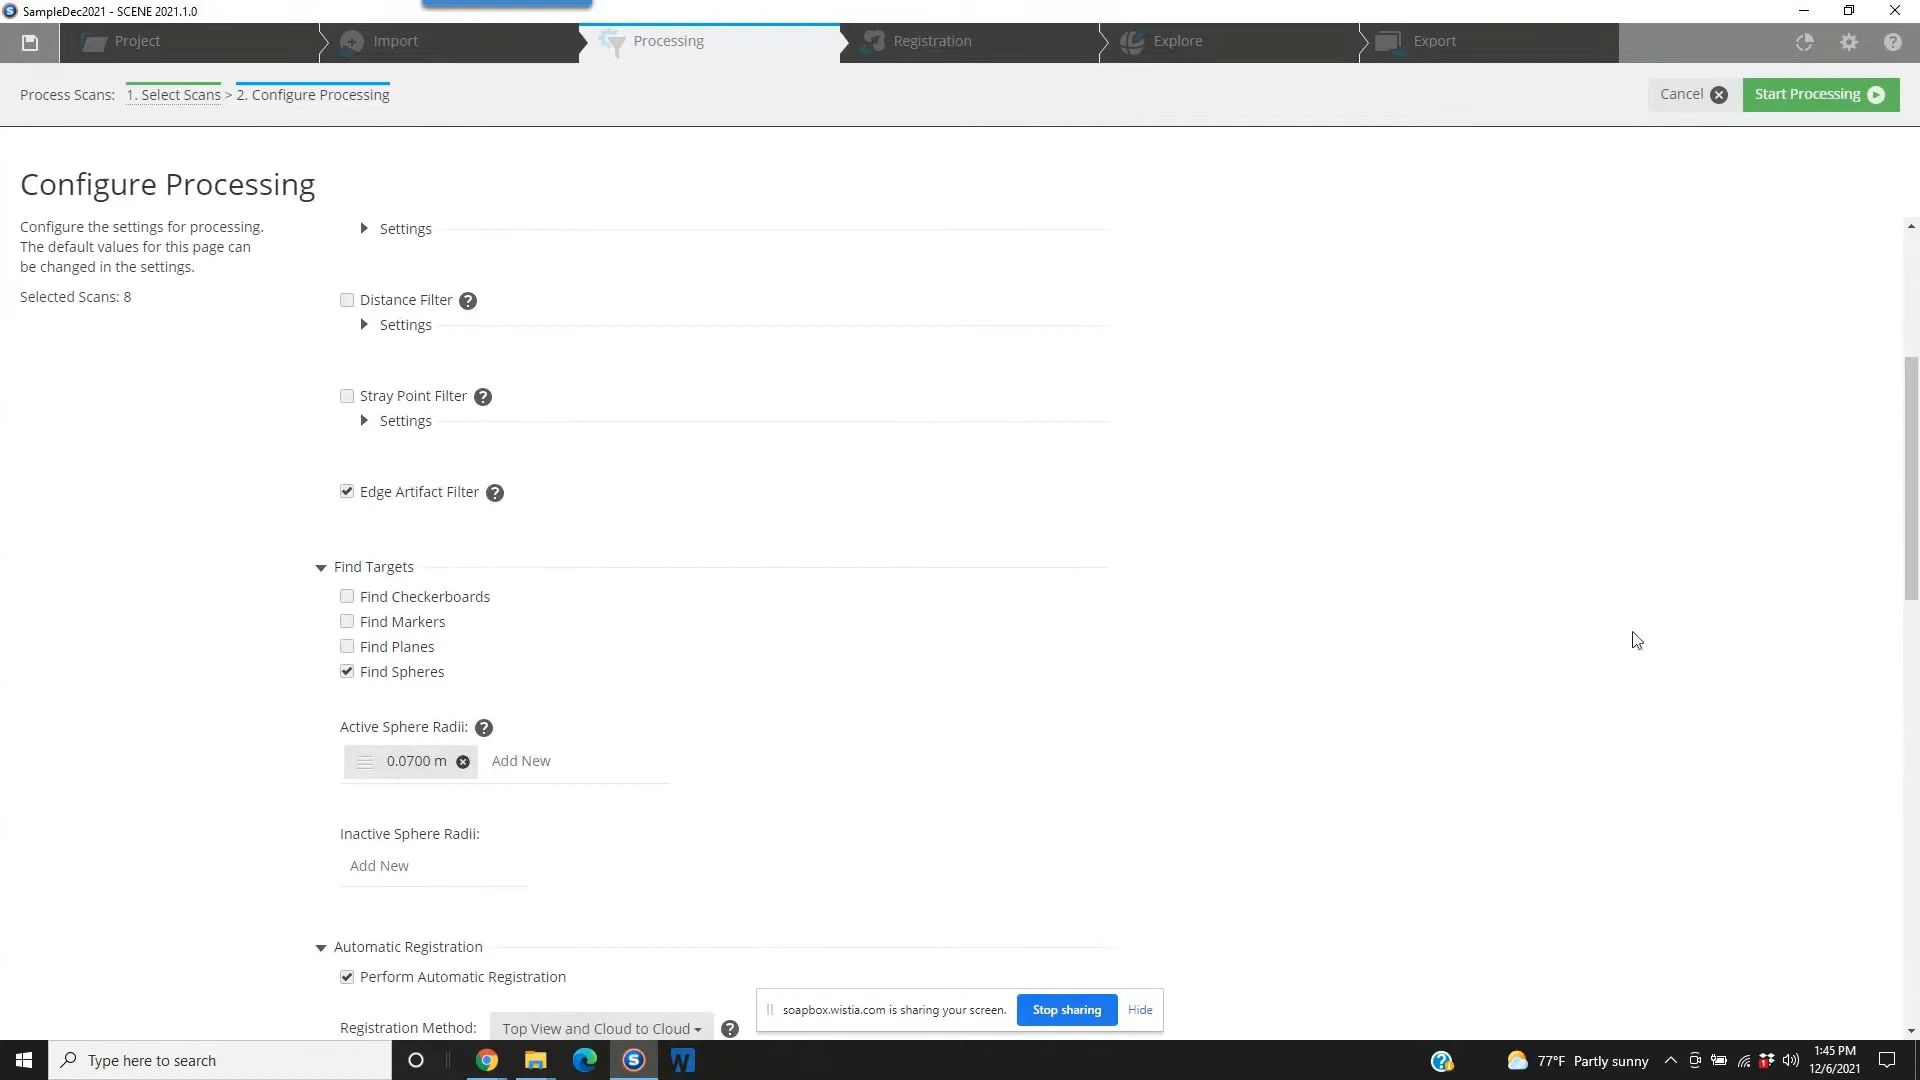 SampleDec2021 - SCENE 2021.1.0
Project Import Processing Registration Explore Export
Process Scans: 1. Select Scans > 2. Configure Processing Cancel Start Processing
Configure Processing
Configure the settings for processing.
The default values for this page can
be changed in the settings.
Selected Scans: 8
Settings
Distance Filter ?
Settings
Stray Point Filter ?
Settings
Edge Artifact Filter ?
Find Targets
Find Checkerboards
Find Markers
Find Planes
Find Spheres
Active Sphere Radii: ?
0.0700 m Add New
Inactive Sphere Radii:
Add New
Automatic Registration
Perform Automatic Registration
Registration Method: Top View and Cloud to Cloud ?
soapbox.wistia.com is sharing your screen. Stop sharing Hide
Type here to search
77°F Partly sunny
1:45 PM
12/6/2021